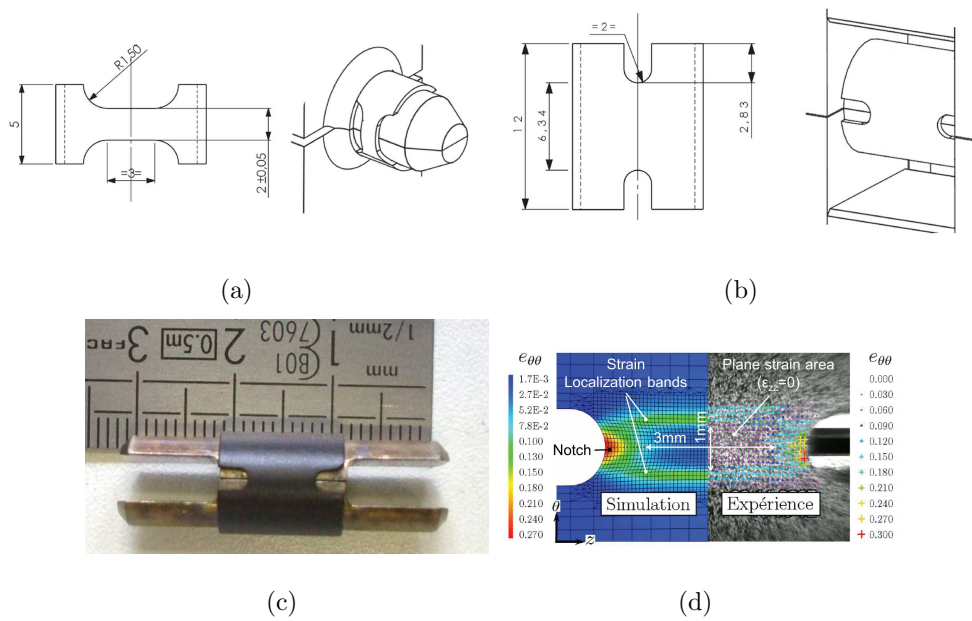 R1,50
5
=3=
2 ±0,05
(a)
=2=
12
6,34
2,83
(b)
3 FAC 0.5m 2 7603 B01 1 1/2mm
mm
(c)
eθθ
1.7E-3
2.7E-2
5.2E-2
7.8E-2
0.100
0.130
0.150
0.180
0.210
0.240
0.270
Strain
Localization bands
Plane strain area
(εzz=0)
3mm
1mm
Notch
Simulation
Expérience
θ
z
eθθ
0.000
0.030
0.060
0.090
0.120
0.150
0.180
0.210
0.240
0.270
0.300
(d)